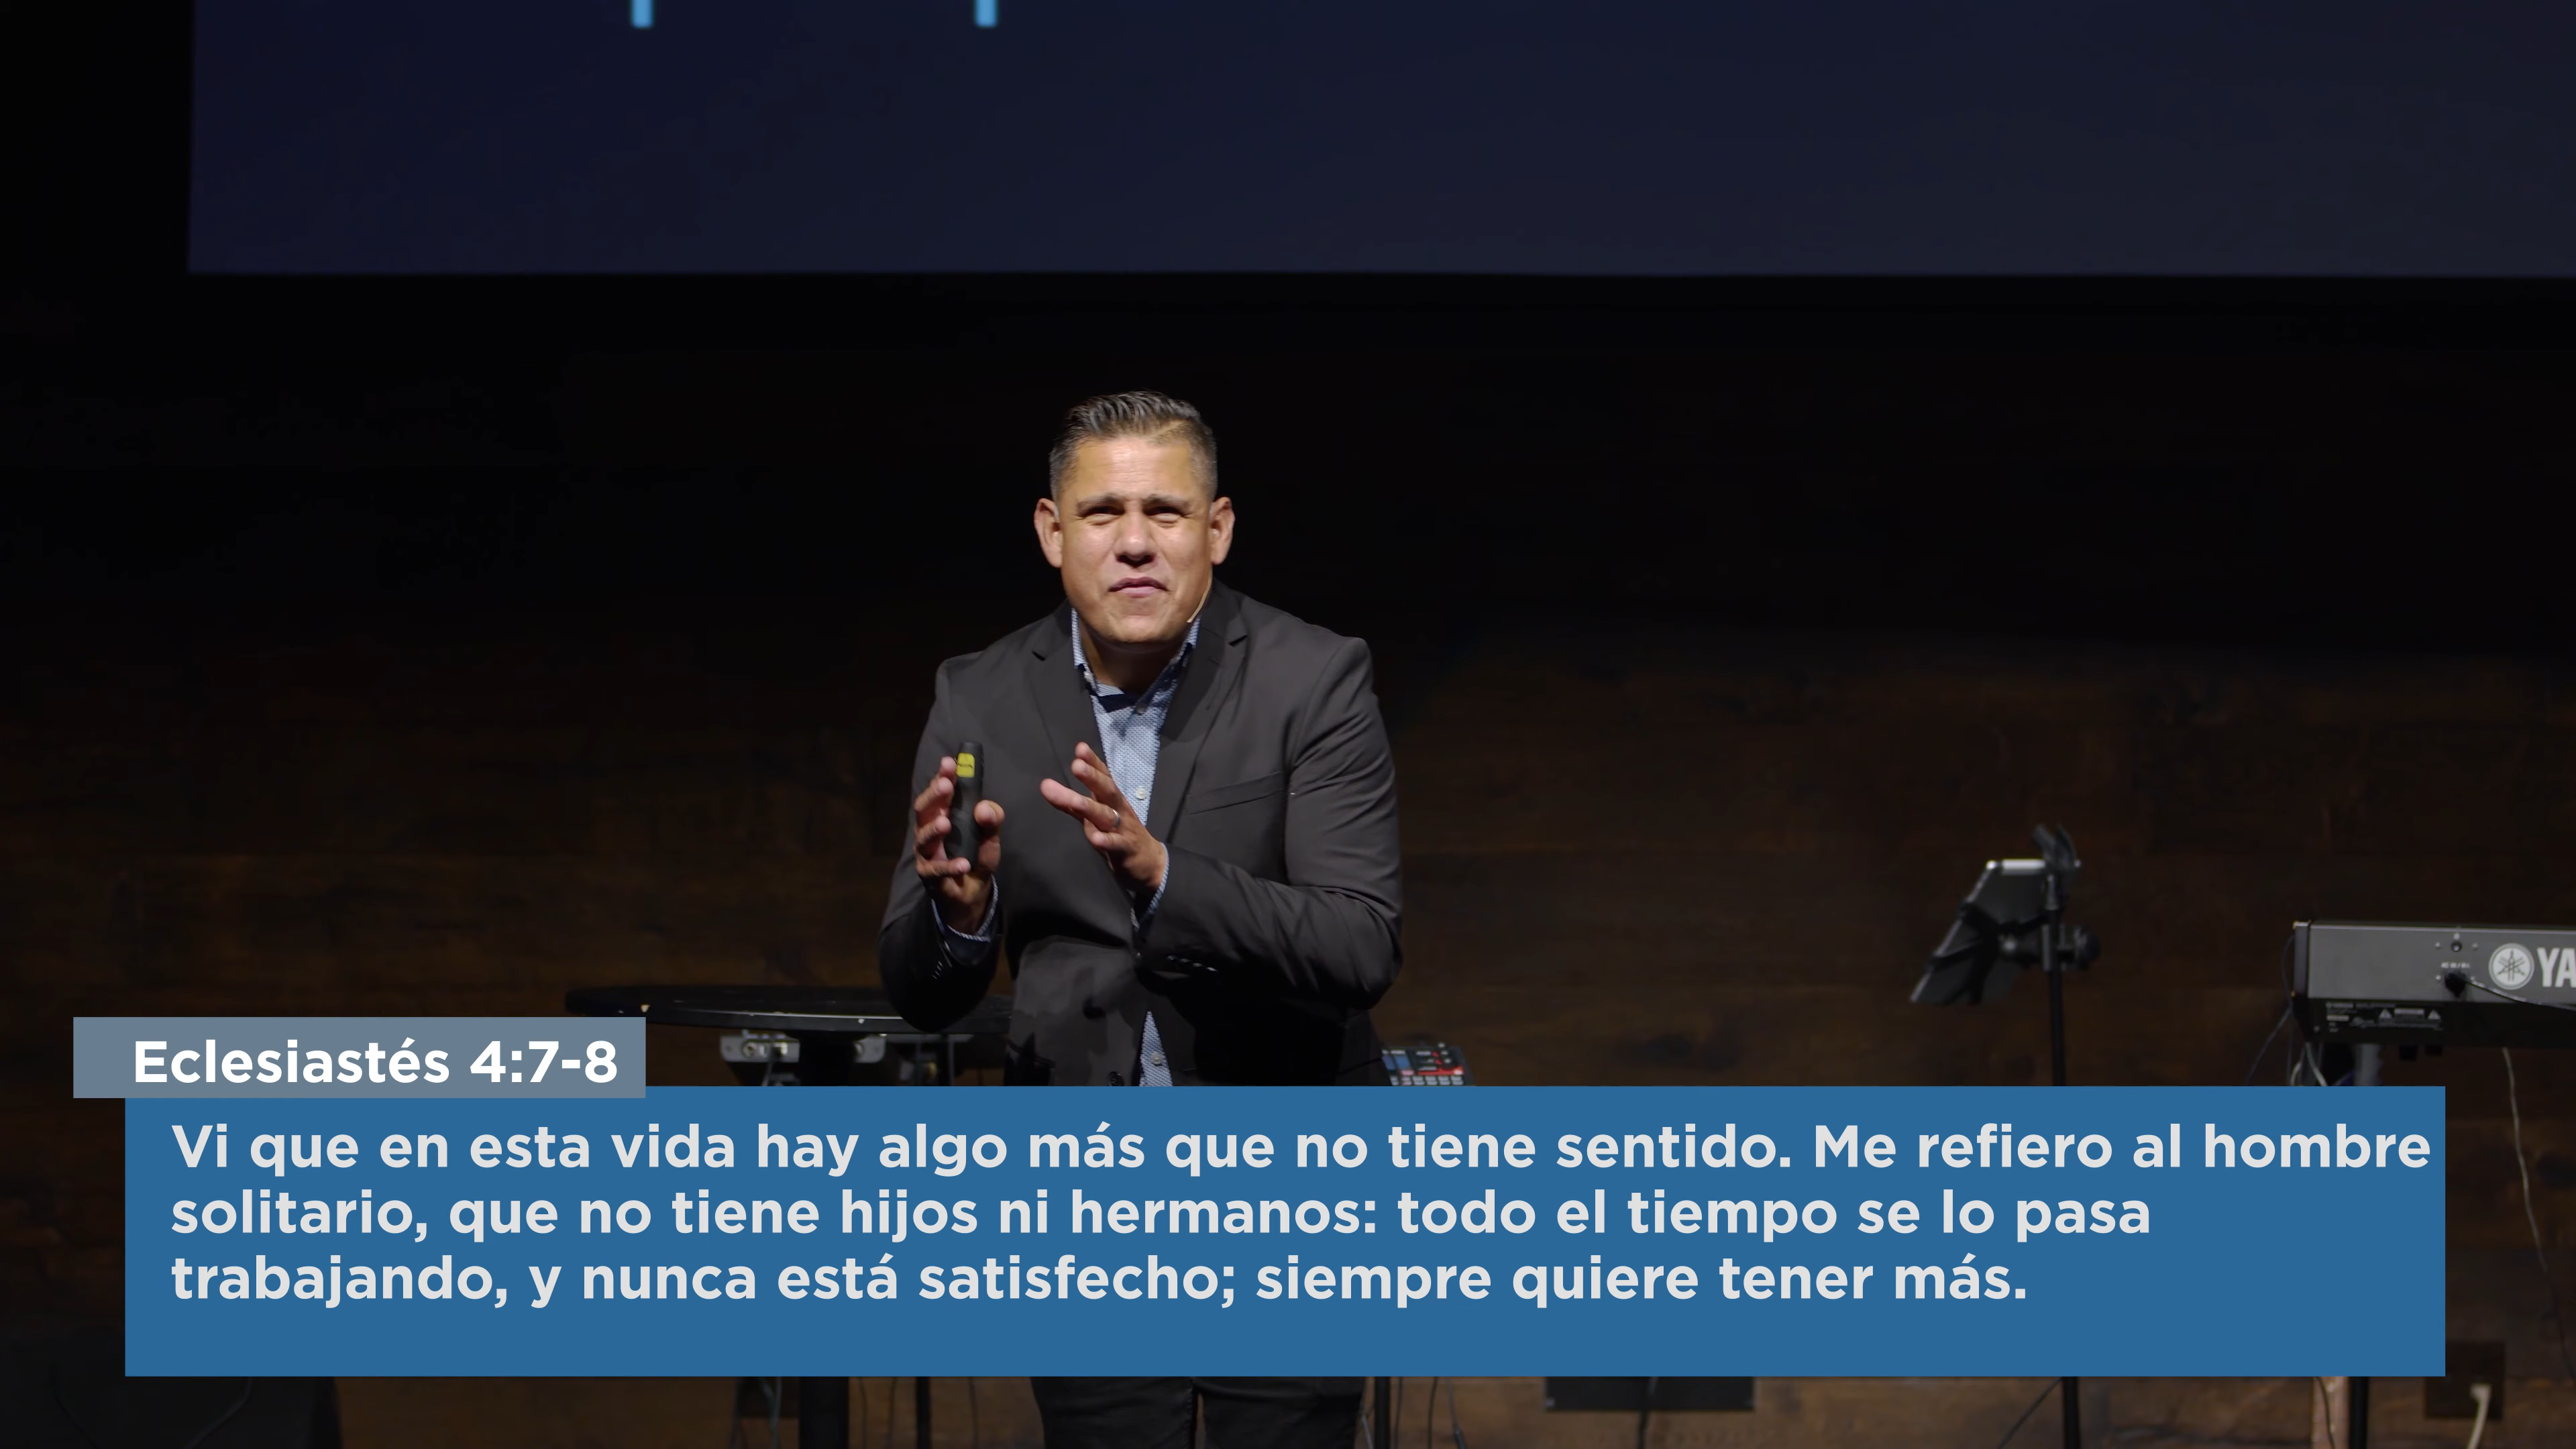 Eclesiastés 4:7-8
Vi que en esta vida hay algo más que no tiene sentido. Me refiero al hombre
solitario, que no tiene hijos ni hermanos: todo el tiempo se lo pasa
trabajando, y nunca está satisfecho; siempre quiere tener más.
YA